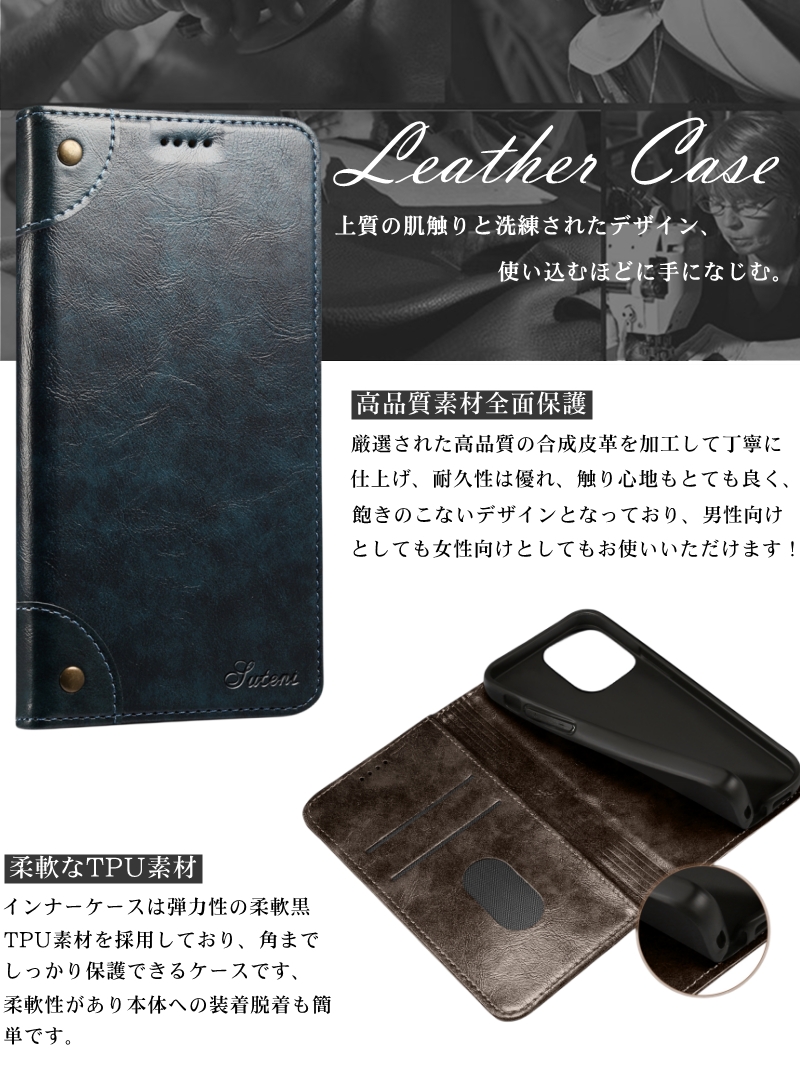 Leather Case
上質の肌触りと洗練されたデザイン、
使い込むほどに手になじむ。
高品質素材全面保護
厳選された高品質の合成皮革を加工して丁寧に
仕上げ、耐久性は優れ、触り心地もとても良く、
飽きのこないデザインとなっており、男性向け
としても女性向けとしてもお使いいただけます！
Suteni
柔軟なTPU素材
インナーケースは弾力性の柔軟黒
TPU素材を採用しており、角まで
しっかり保護できるケースです、
柔軟性があり本体への装着脱着も簡
単です。